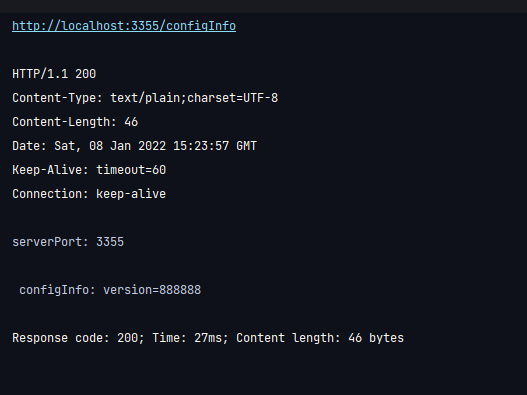 http://localhost:3355/configInfo
HTTP/1.1 200
Content-Type: text/plain;charset=UTF-8
Content-Length: 46
Date: Sat, 08 Jan 2022 15:23:57 GMT
Keep-Alive: timeout=60
Connection: keep-alive
serverPort: 3355
configInfo: version=888888
Response code: 200; Time: 27ms; Content length: 46 bytes